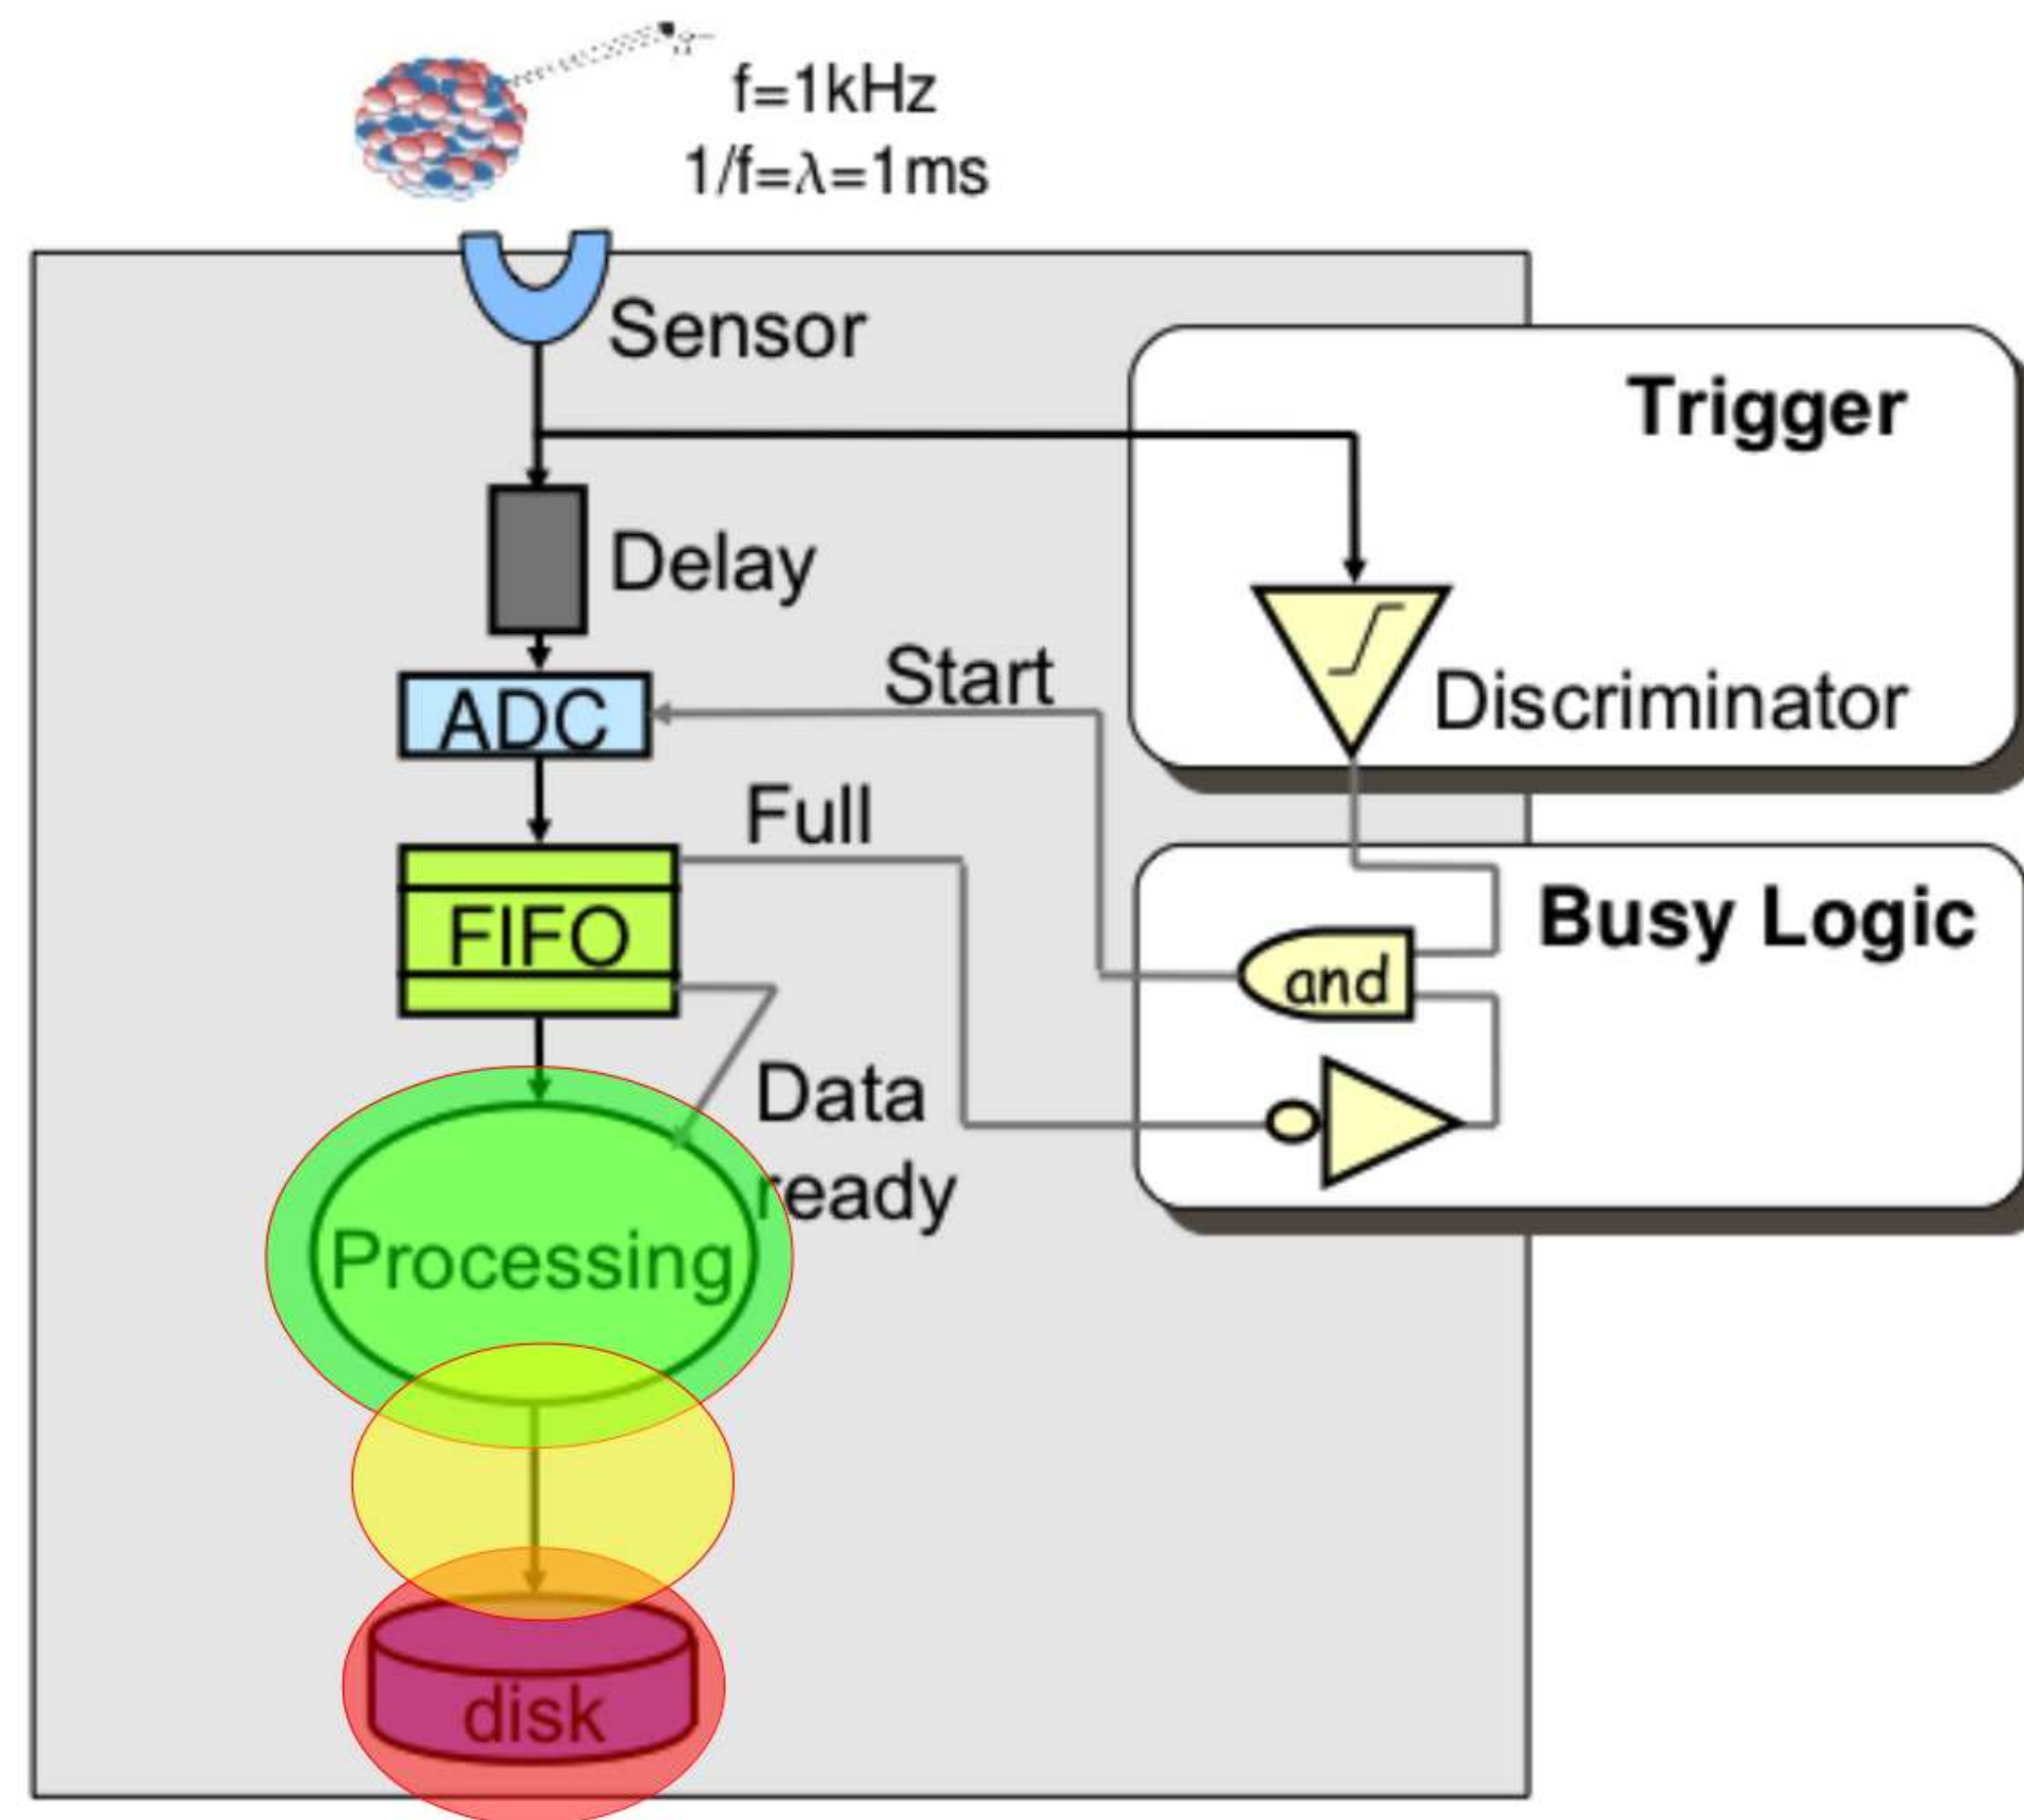 f=1kHz
1/f=λ=1ms
Sensor
Trigger
Delay
Start
Discriminator
ADC
Full
Busy Logic
FIFO
and
Data
ready
Processing
disk